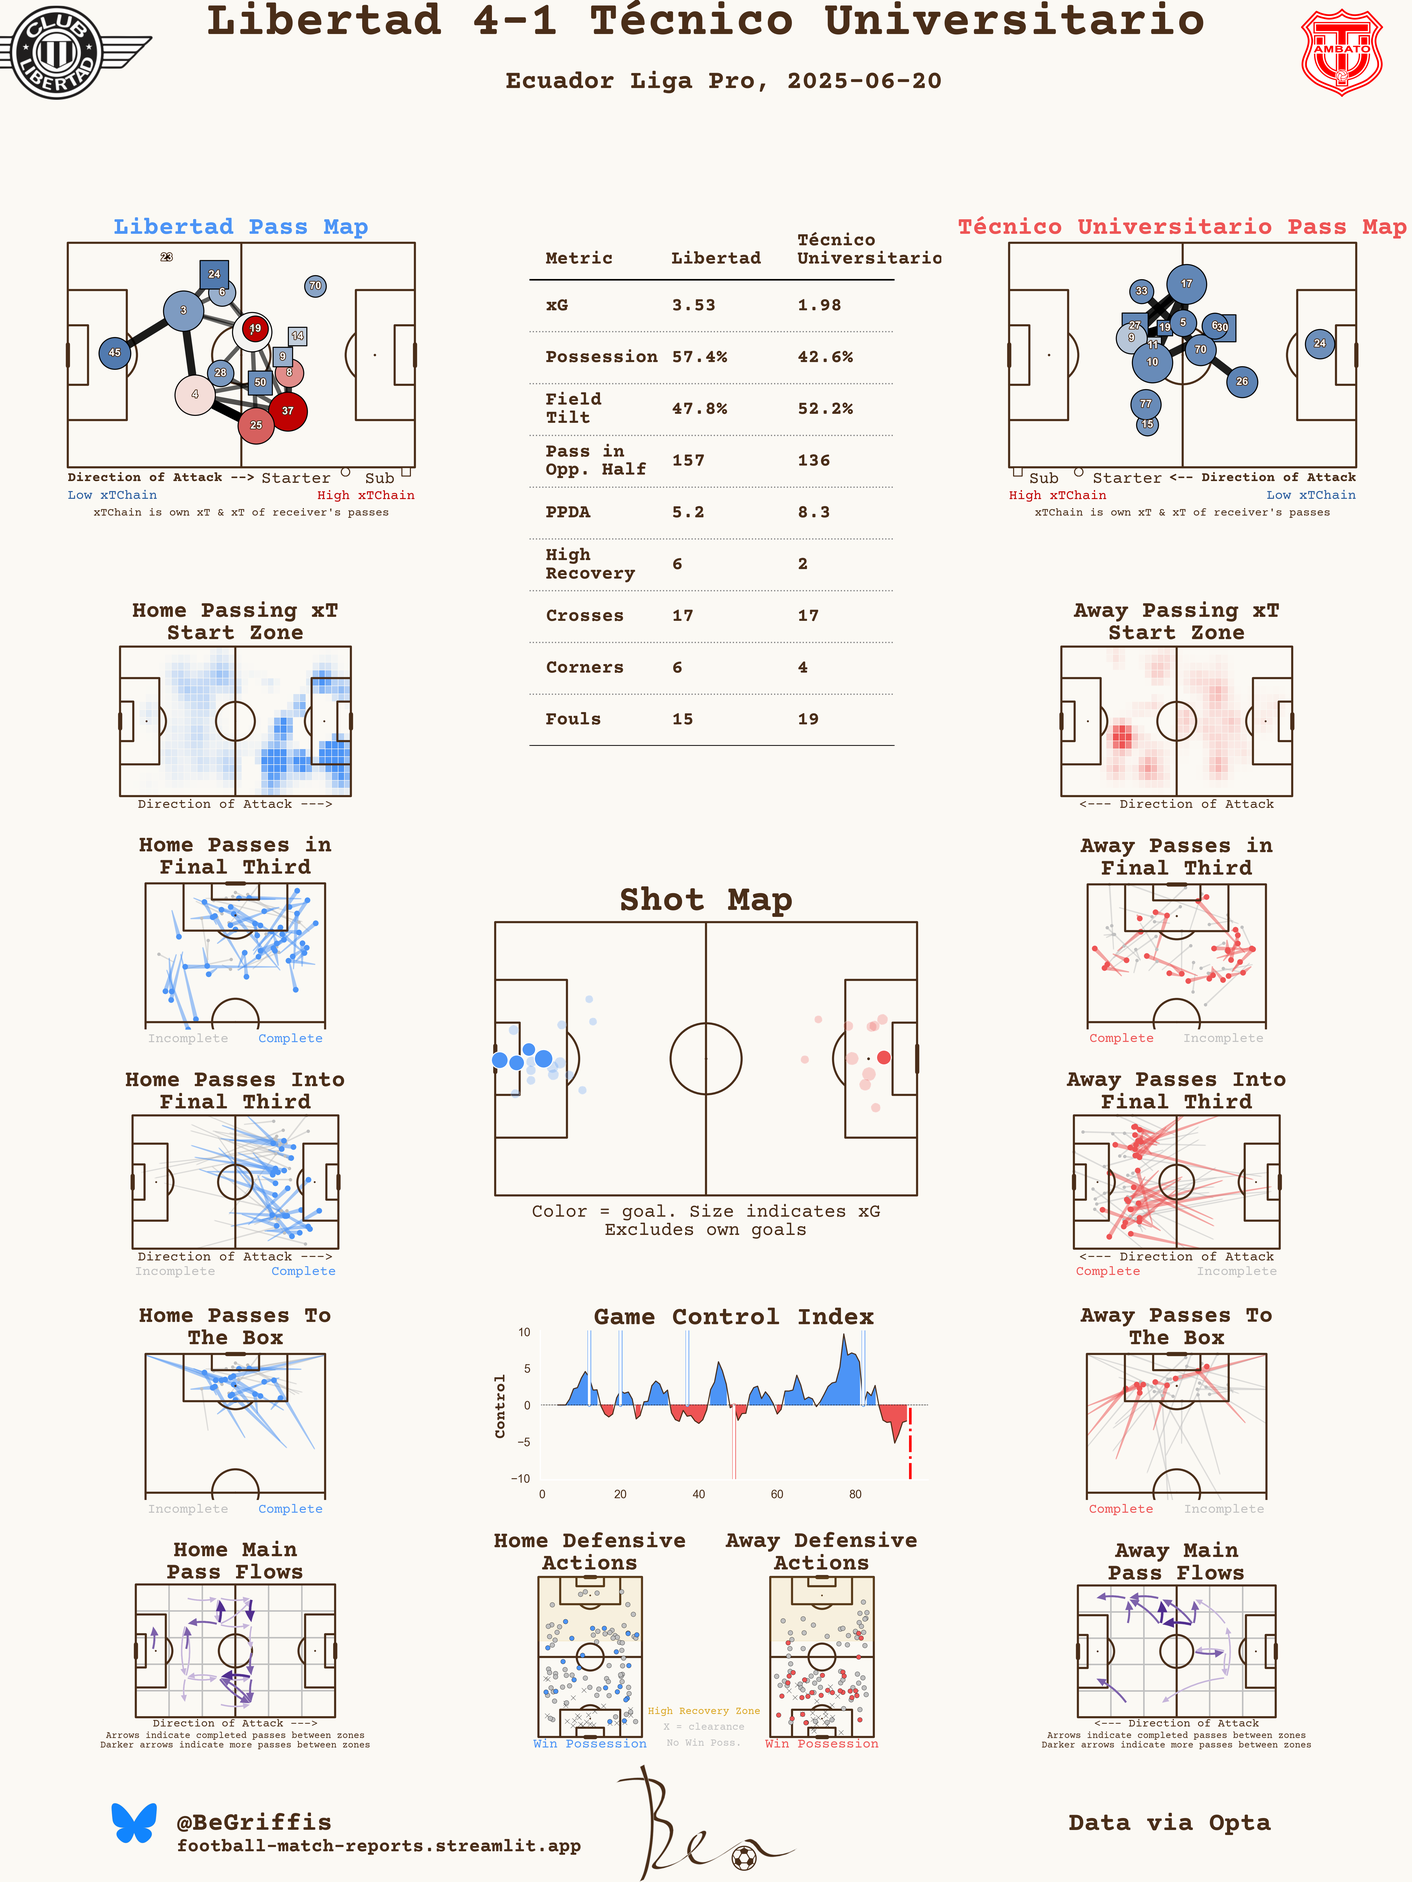 Libertad 4-1 Técnico Universitario
Ecuador Liga Pro, 2025-06-20
CLUB
LIBERTAD
AMBATO
Libertad Pass Map
23
24
6
70
3
19
14
45
9
28
50
8
4
37
25
Direction of Attack --> Starter Sub
Low xTChain High xTChain
xTChain is own xT & xT of receiver's passes
Metric Libertad Técnico Universitario
xG 3.53 1.98
Possession 57.4% 42.6%
Field Tilt 47.8% 52.2%
Pass in Opp. Half 157 136
PPDA 5.2 8.3
High Recovery 6 2
Crosses 17 17
Corners 6 4
Fouls 15 19
Técnico Universitario Pass Map
33
17
27
19
5
6
30
9
11
24
10
70
26
77
15
Sub Starter <-- Direction of Attack
High xTChain Low xTChain
xTChain is own xT & xT of receiver's passes
Home Passing xT
Start Zone
Direction of Attack --->
Away Passing xT
Start Zone
<--- Direction of Attack
Home Passes in
Final Third
Incomplete Complete
Away Passes in
Final Third
Complete Incomplete
Shot Map
Color = goal. Size indicates xG
Excludes own goals
Home Passes Into
Final Third
Direction of Attack --->
Incomplete Complete
Away Passes Into
Final Third
<--- Direction of Attack
Complete Incomplete
Home Passes To
The Box
Incomplete Complete
Game Control Index
Control
10
5
0
−5
−10
0 20 40 60 80
Away Passes To
The Box
Complete Incomplete
Home Main
Pass Flows
Direction of Attack --->
Arrows indicate completed passes between zones
Darker arrows indicate more passes between zones
Home Defensive
Actions
Win Possession
High Recovery Zone
X = clearance
No Win Poss.
Away Defensive
Actions
Win Possession
Away Main
Pass Flows
<--- Direction of Attack
Arrows indicate completed passes between zones
Darker arrows indicate more passes between zones
@BeGriffis
football-match-reports.streamlit.app
Ben
Data via Opta